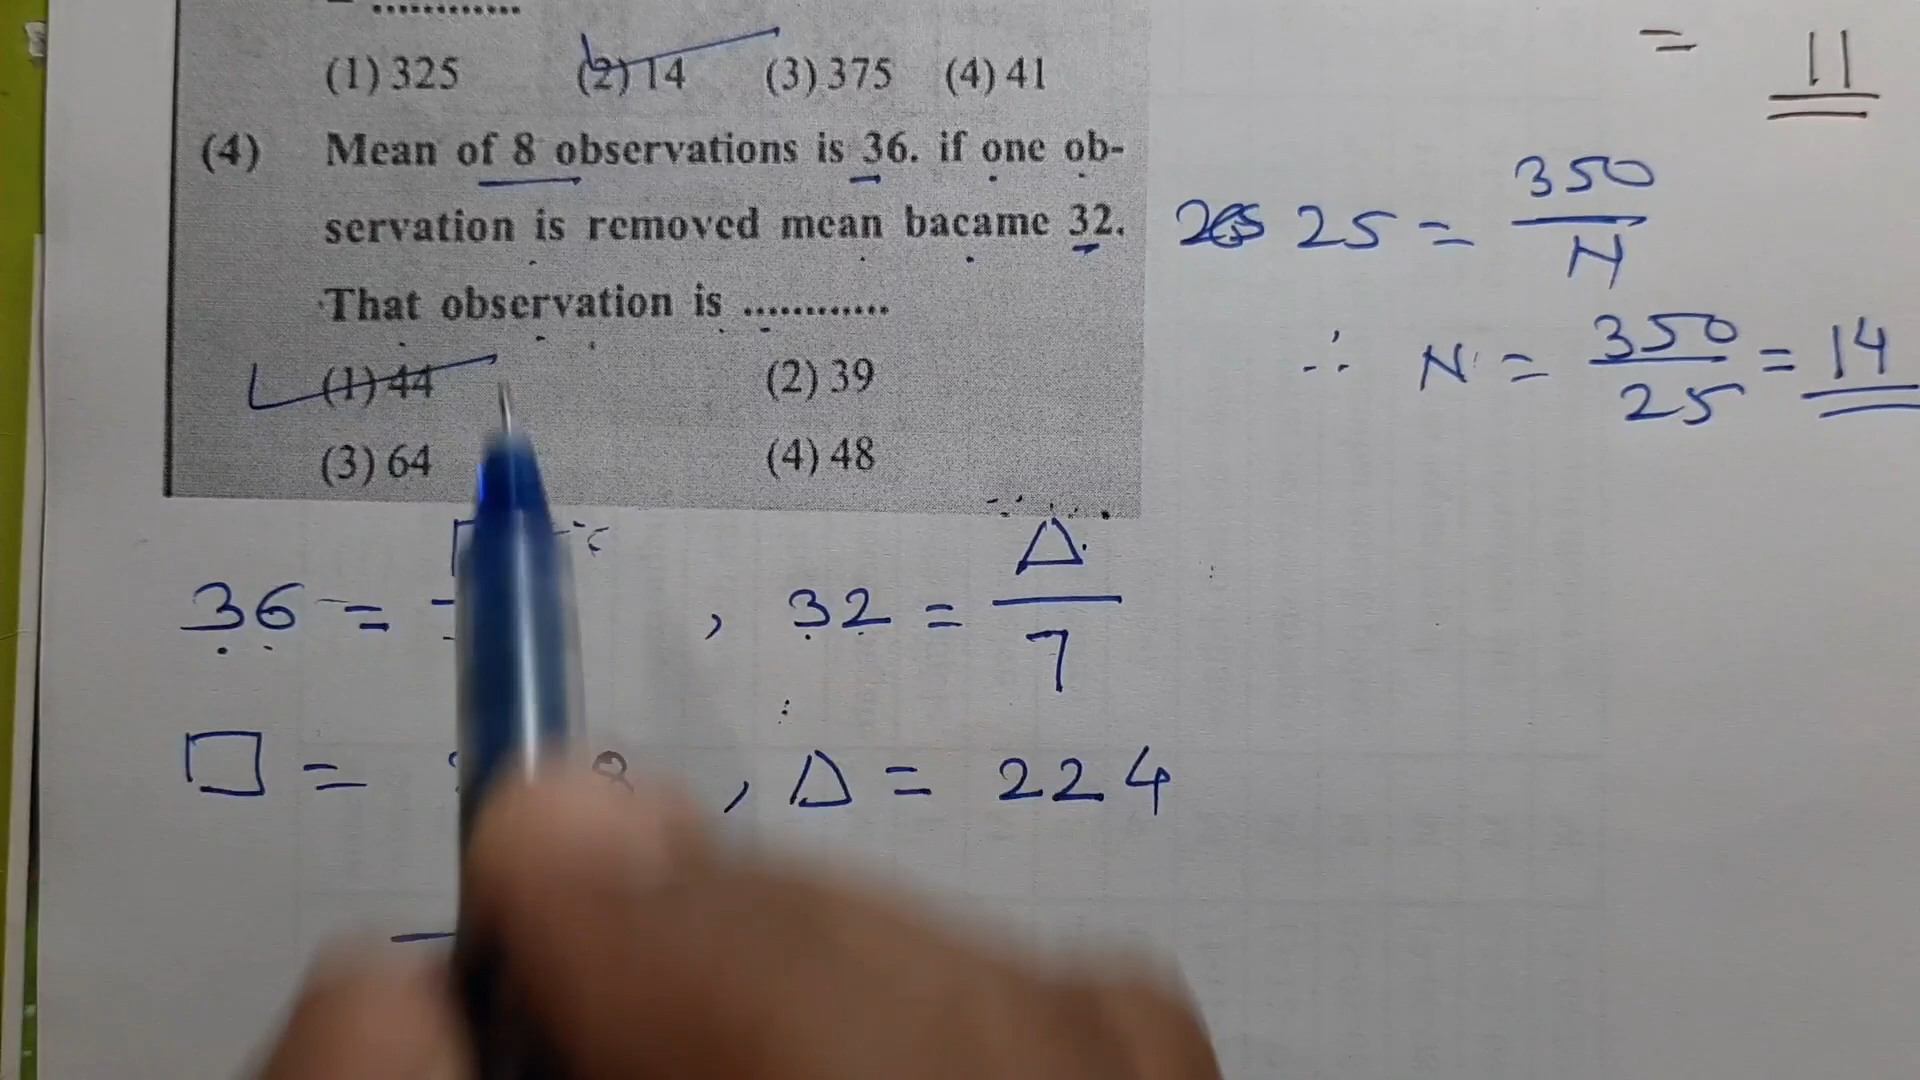 (1) 325 (2) 14 (3) 375 (4) 41
(4) Mean of 8 observations is 36. if one ob-
servation is removed mean bacame 32.
That observation is ............
(1) 44 (2) 39
(3) 64 (4) 48
= 11
25 = 350/N
∴ N = 350/25 = 14
36 = , 32 = Δ/7
□ = 8 , Δ = 224